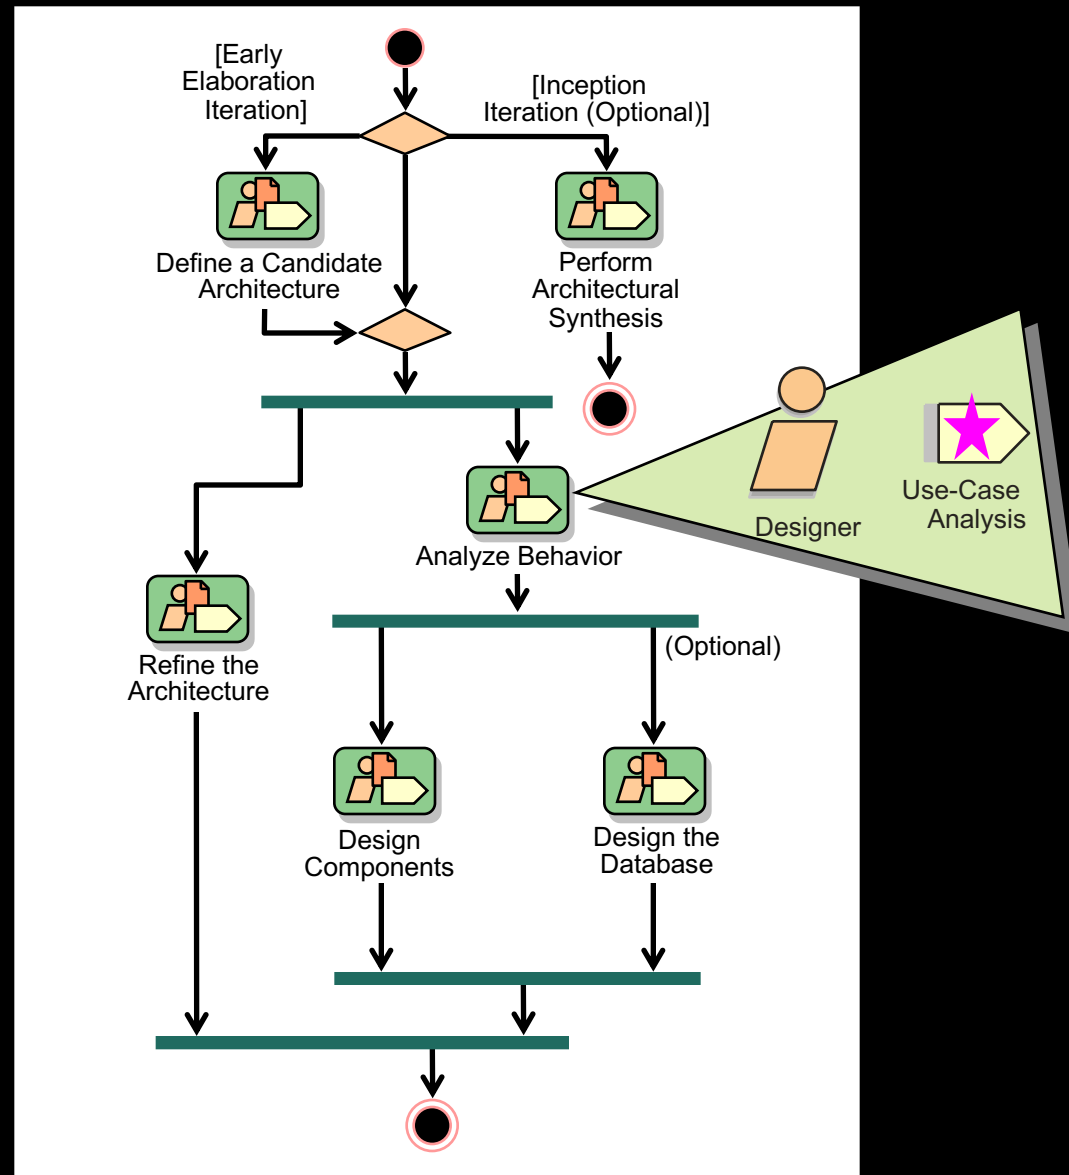 [Early
Elaboration
Iteration]
[Inception
Iteration (Optional)]
Define a Candidate
Architecture
Perform
Architectural
Synthesis
Designer
Use-Case
Analysis
Analyze Behavior
(Optional)
Refine the
Architecture
Design
Components
Design the
Database